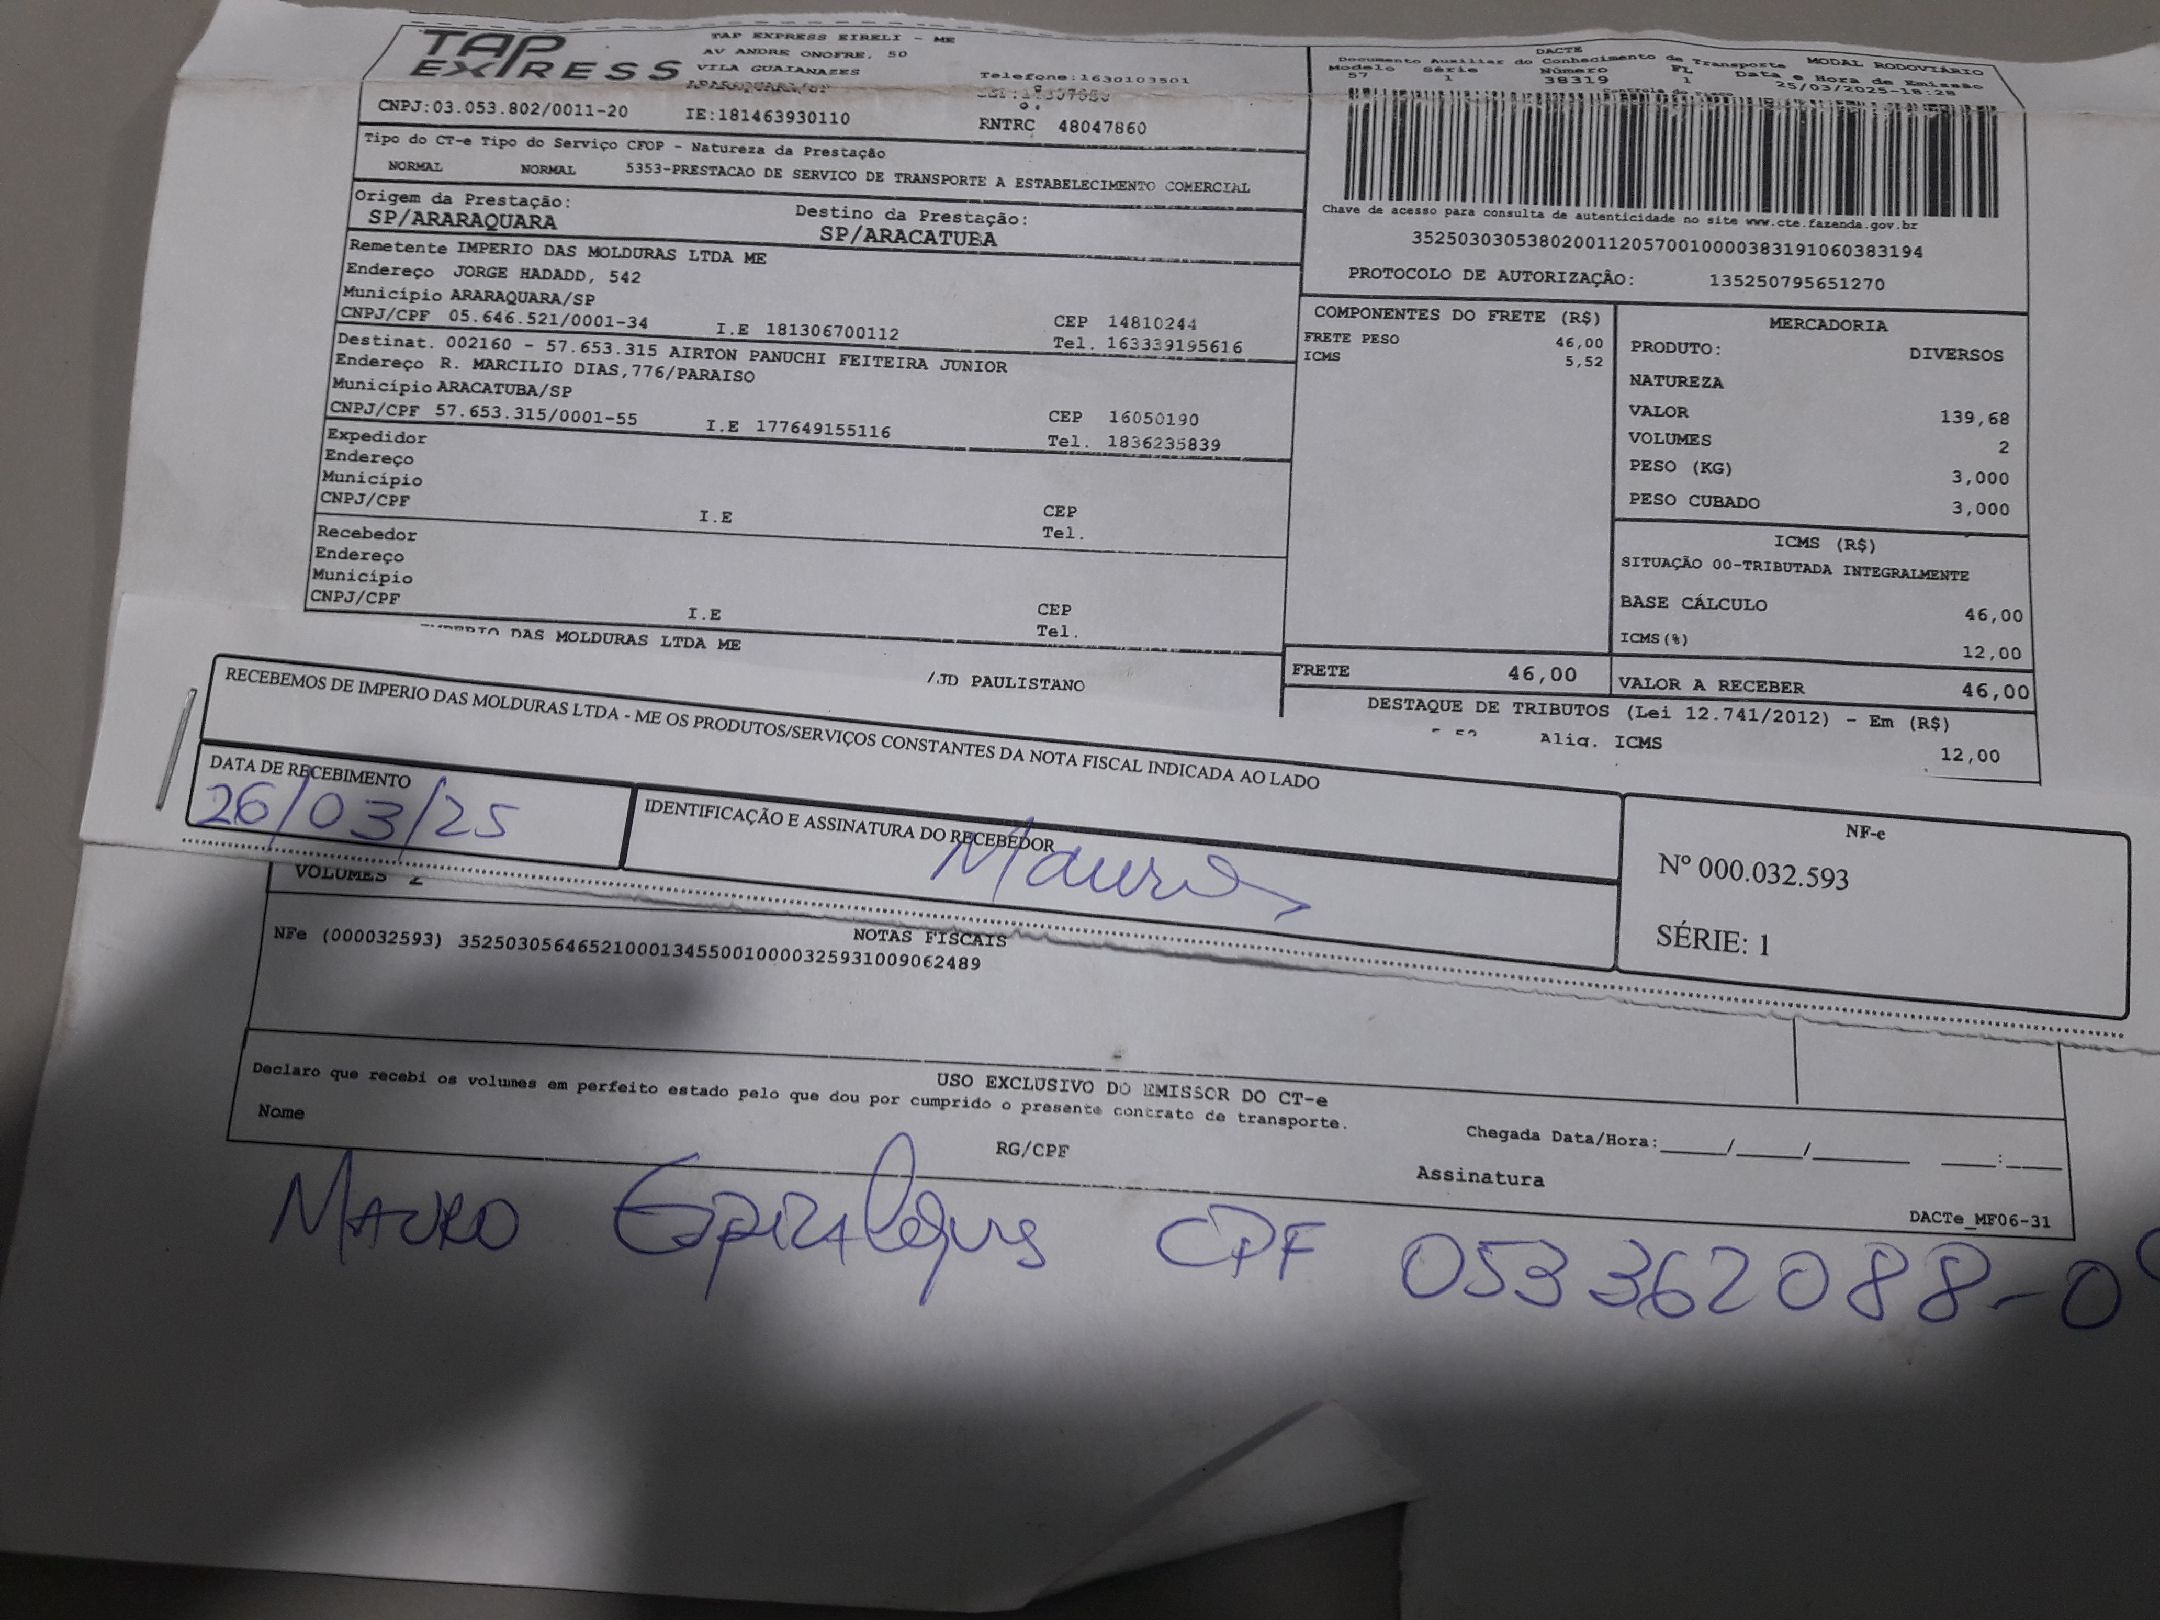 TAP EXPRESS
TAP EXPRESS EIRELI - ME
AV ANDRE ONOFRE, 50
VILA GUAIANAZES
ARARAQUARA/SP
Telefone:1630103501
CNPJ:03.053.802/0011-20 IE:181463930110 RNTRC 48047860
DACTE MODAL RODOVIÁRIO
Documento Auxiliar do Conhecimento de Transporte
Modelo Série Número FL Data e Hora de Emissão
57 1 38319 1 25/03/2025-18:28
Controle do Fisco
Chave de acesso para consulta de autenticidade no site www.cte.fazenda.gov.br
35250303053802001120570010000383191060383194
PROTOCOLO DE AUTORIZAÇÃO: 135250795651270
Tipo do CT-e Tipo do Serviço CFOP - Natureza da Prestação
NORMAL NORMAL 5353-PRESTACAO DE SERVICO DE TRANSPORTE A ESTABELECIMENTO COMERCIAL
Origem da Prestação: Destino da Prestação:
SP/ARARAQUARA SP/ARACATUBA
Remetente IMPERIO DAS MOLDURAS LTDA ME
Endereço JORGE HADADD, 542
Município ARARAQUARA/SP CEP 14810244
CNPJ/CPF 05.646.521/0001-34 I.E 181306700112 Tel. 163339195616
Destinat. 002160 - 57.653.315 AIRTON PANUCHI FEITEIRA JUNIOR
Endereço R. MARCILIO DIAS,776/PARAISO
Município ARACATUBA/SP CEP 16050190
CNPJ/CPF 57.653.315/0001-55 I.E 177649155116 Tel. 1836235839
Expedidor
Endereço
Município CEP
CNPJ/CPF I.E Tel.
Recebedor
Endereço
Município CEP
CNPJ/CPF I.E Tel.
IMPERIO DAS MOLDURAS LTDA ME
/JD PAULISTANO
COMPONENTES DO FRETE (R$)
FRETE PESO 46,00
ICMS 5,52
FRETE 46,00
MERCADORIA
PRODUTO: DIVERSOS
NATUREZA
VALOR 139,68
VOLUMES 2
PESO (KG) 3,000
PESO CUBADO 3,000
ICMS (R$)
SITUAÇÃO 00-TRIBUTADA INTEGRALMENTE
BASE CÁLCULO 46,00
ICMS(%) 12,00
VALOR A RECEBER 46,00
DESTAQUE DE TRIBUTOS (Lei 12.741/2012) - Em (R$)
Aliq. ICMS 12,00
RECEBEMOS DE IMPERIO DAS MOLDURAS LTDA - ME OS PRODUTOS/SERVIÇOS CONSTANTES DA NOTA FISCAL INDICADA AO LADO
DATA DE RECEBIMENTO
26/03/25
IDENTIFICAÇÃO E ASSINATURA DO RECEBEDOR
Mauro
NF-e
Nº 000.032.593
SÉRIE: 1
VOLUMES 2
NOTAS FISCAIS
NFe (000032593) 35250305646521000134550010000325931009062489
USO EXCLUSIVO DO EMISSOR DO CT-e
Declaro que recebi os volumes em perfeito estado pelo que dou por cumprido o presente contrato de transporte.
Nome RG/CPF Assinatura Chegada Data/Hora:____/____/______ ___:___
DACTe_MF06-31
MAURO CPF 053362088-0